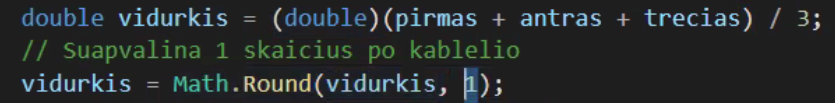 double vidurkis = (double)(pirmas + antras + trecias) / 3;
// Suapvalina 1 skaicius po kablelio
vidurkis = Math.Round(vidurkis, 1);